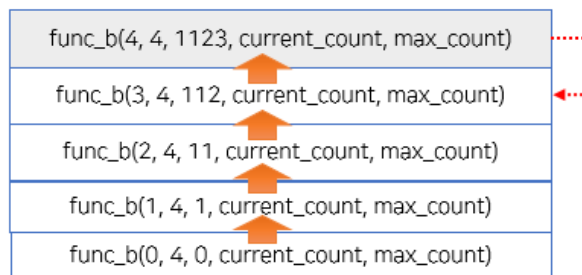 func_b(4, 4, 1123, current_count, max_count)
func_b(3, 4, 112, current_count, max_count)
func_b(2, 4, 11, current_count, max_count)
func_b(1, 4, 1, current_count, max_count)
func_b(0, 4, 0, current_count, max_count)